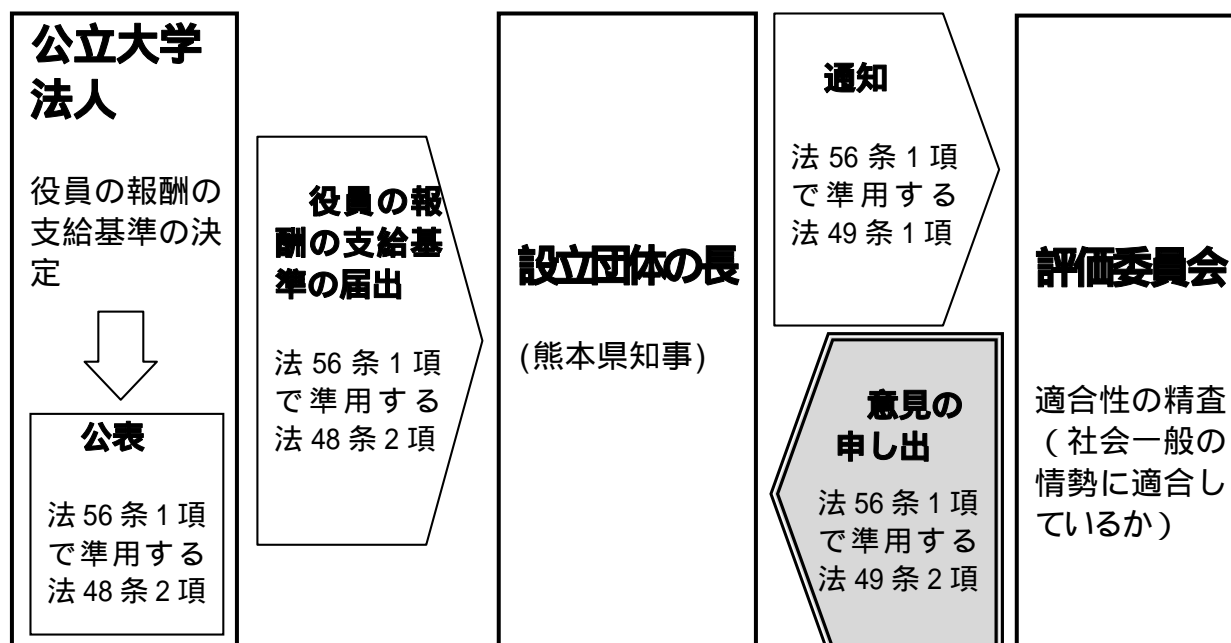 公立大学
法人
役員の報酬の
支給基準の決
定
公表
法 56 条 1 項
で準用する
法 48 条 2 項
役員の報
酬の支給基
準の届出
法 56 条 1 項
で準用する
法 48 条 2 項
設立団体の長
(熊本県知事)
通知
法 56 条 1 項
で準用する
法 49 条 1 項
意見の
申し出
法 56 条 1 項
で準用する
法 49 条 2 項
評価委員会
適合性の精査
（社会一般の
情勢に適合し
ているか）